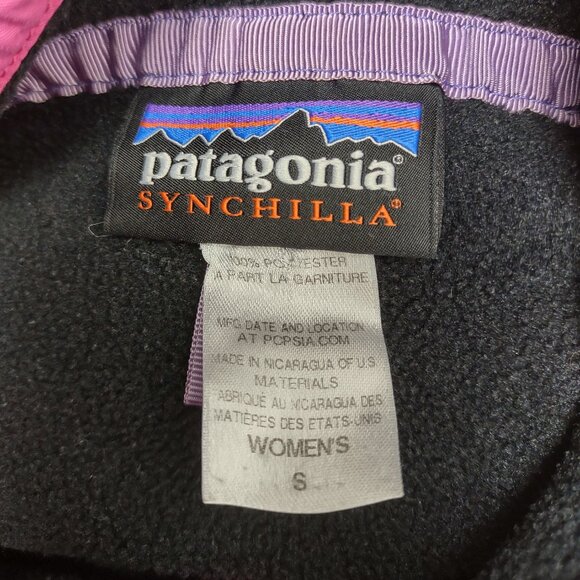 patagonia®
SYNCHILLA®
100% POLYESTER
A PART LA GARNITURE
MFG DATE AND LOCATION
AT PCPSIA.COM
MADE IN NICARAGUA OF U.S
MATERIALS
FABRIQUÉ AU NICARAGUA DES
MATIÈRES DES ETATS-UNIS
WOMEN'S
S